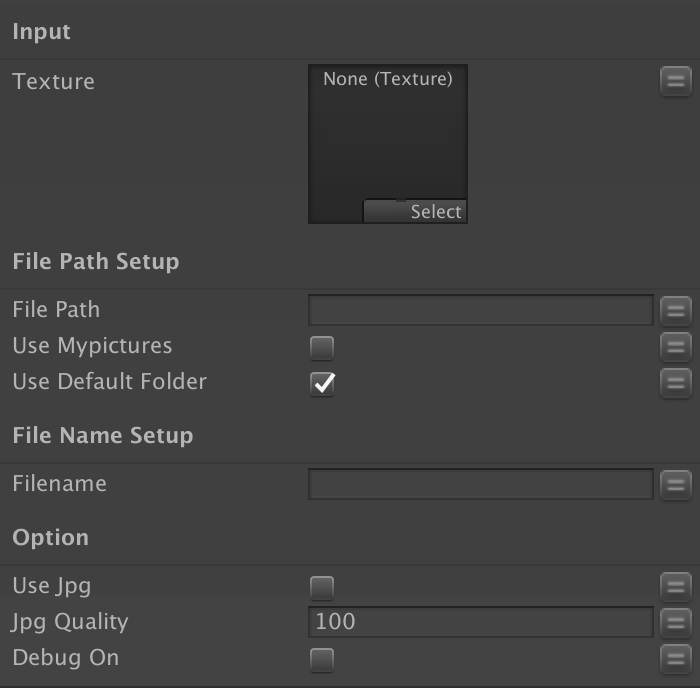 Input
Texture
None (Texture)
Select
File Path Setup
File Path
Use Mypictures
Use Default Folder
File Name Setup
Filename
Option
Use Jpg
Jpg Quality 100
Debug On